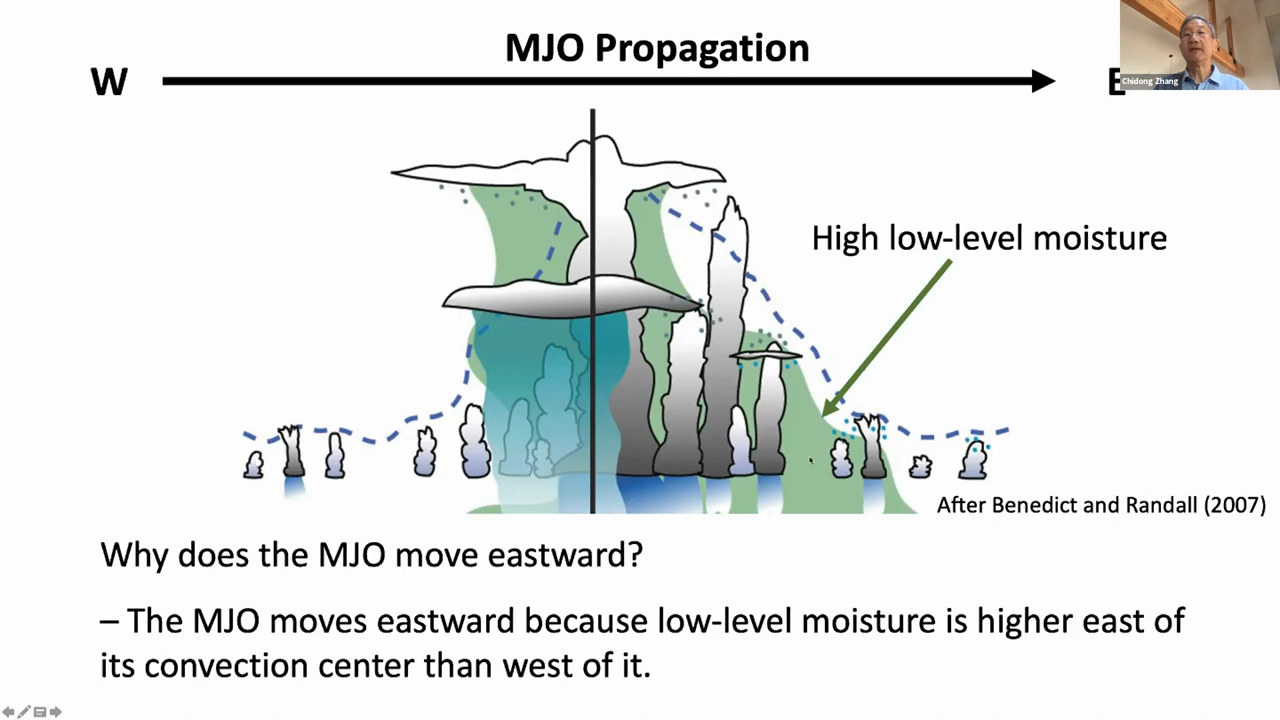 MJO Propagation
W
E
Chidong Zhang
High low-level moisture
After Benedict and Randall (2007)
Why does the MJO move eastward?
– The MJO moves eastward because low-level moisture is higher east of
its convection center than west of it.